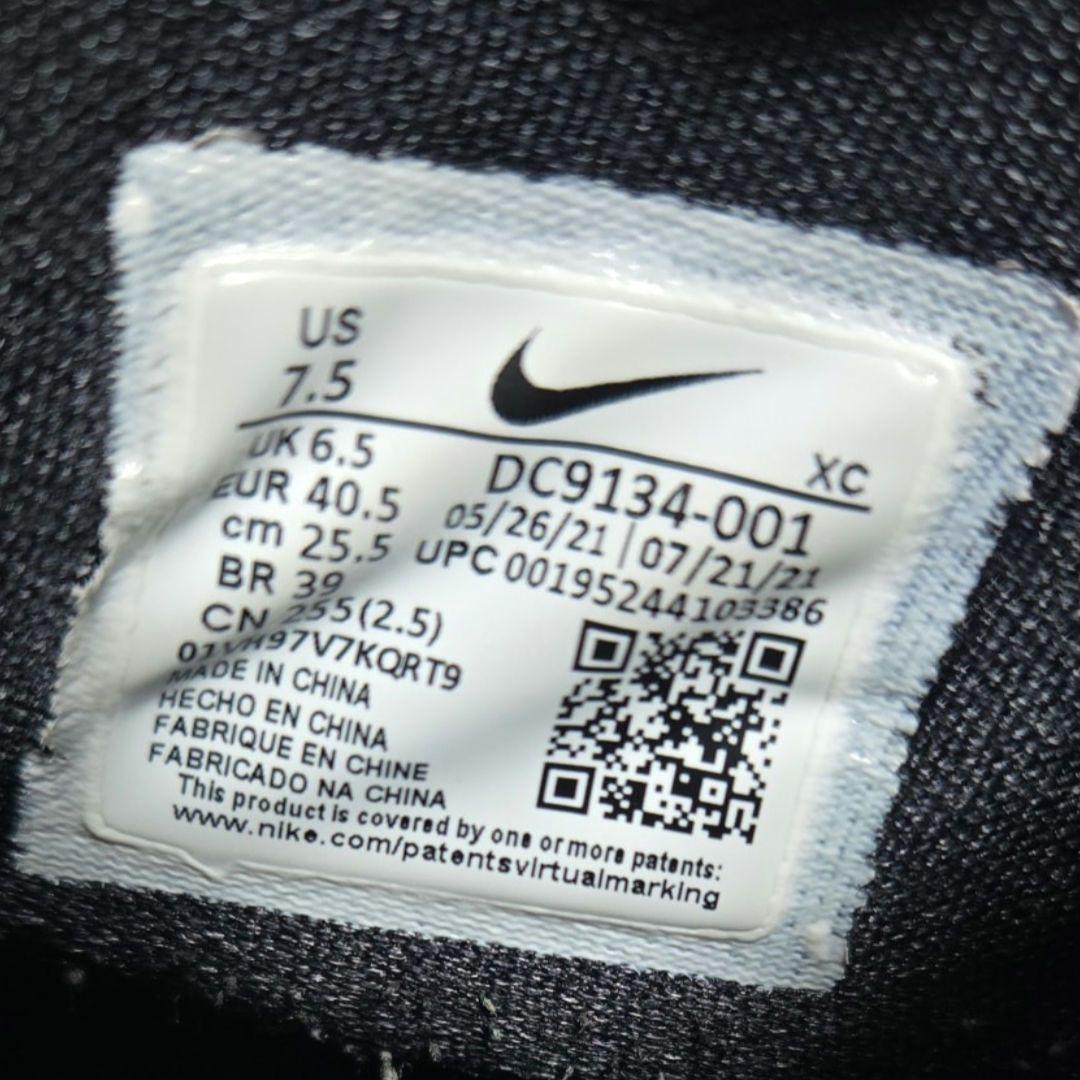 US
7.5
XC
UK 6.5
EUR 40.5
cm 25.5
BR 39
CN 255(2.5)
DC9134-001
05/26/21 | 07/21/21
UPC 00195244103386
MADE IN CHINA
HECHO EN CHINA
FABRIQUE EN CHINE
FABRICADO NA CHINA
This product is covered by one or more patents:
www.nike.com/patentsvirtualmarking